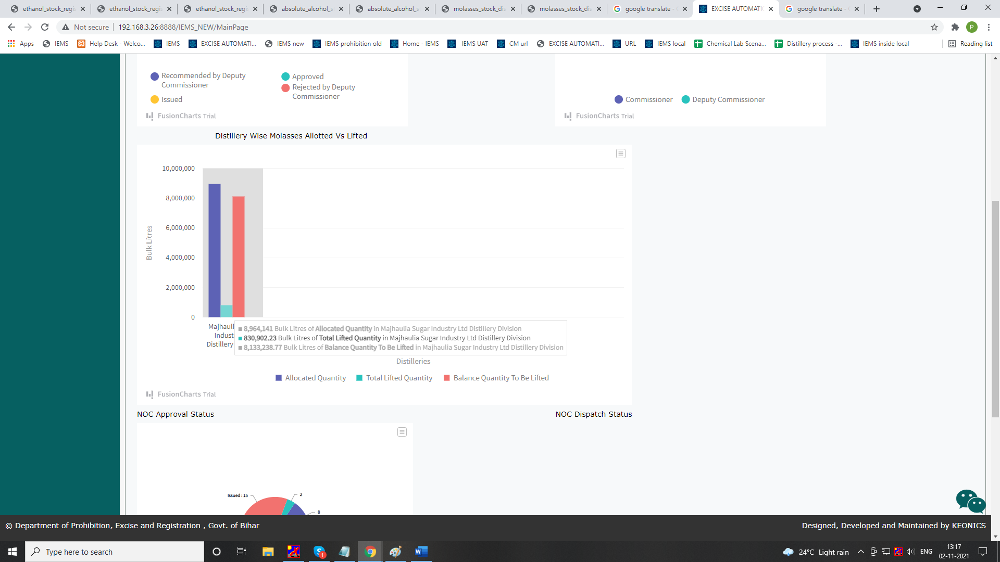 ethanol_stock_regis
ethanol_stock_regis
ethanol_stock_regis
absolute_alcohol_s
absolute_alcohol_s
molasses_stock_dis
molasses_stock_dis
google translate -
EXCISE AUTOMATI
google translate -
Not secure
192.168.3.26:8888/IEMS_NEW/MainPage
P
Apps
IEMS
Help Desk - Welco...
IEMS
EXCISE AUTOMATI...
IEMS new
IEMS prohibition old
Home - IEMS
IEMS UAT
CM url
EXCISE AUTOMATI...
URL
IEMS local
Chemical Lab Scena...
Distillery process -...
IEMS inside local
Reading list
Recommended by Deputy
Commissioner
Approved
Rejected by Deputy
Commissioner
Issued
FusionCharts Trial
Commissioner
Deputy Commissioner
FusionCharts Trial
Distillery Wise Molasses Allotted Vs Lifted
10,000,000
8,000,000
6,000,000
4,000,000
2,000,000
0
Bulk Litres
Majhauli
Indust
Distillery
8,964,141 Bulk Litres of Allocated Quantity in Majhaulia Sugar Industry Ltd Distillery Division
830,902.23 Bulk Litres of Total Lifted Quantity in Majhaulia Sugar Industry Ltd Distillery Division
8,133,238.77 Bulk Litres of Balance Quantity To Be Lifted in Majhaulia Sugar Industry Ltd Distillery Division
Distilleries
Allocated Quantity
Total Lifted Quantity
Balance Quantity To Be Lifted
FusionCharts Trial
NOC Approval Status
NOC Dispatch Status
Issued : 15
2
8
© Department of Prohibition, Excise and Registration , Govt. of Bihar
Designed, Developed and Maintained by KEONICS
Type here to search
1
24°C Light rain
ENG
13:17
02-11-2021